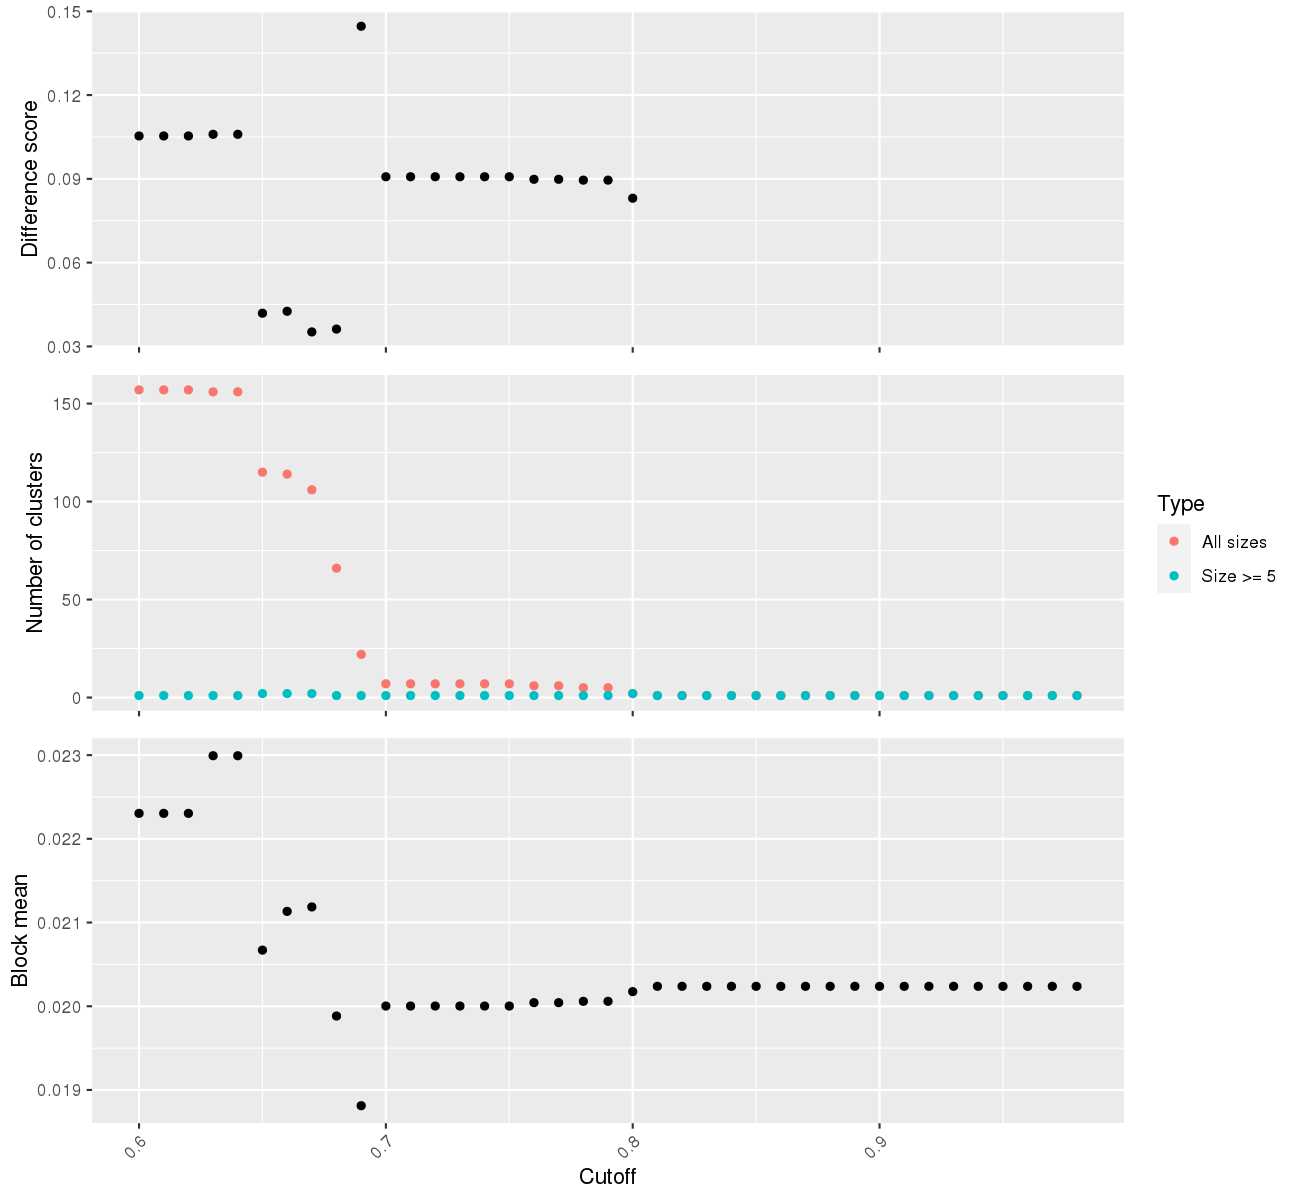 0.15
0.12
0.09
0.06
0.03
Difference score
150
100
50
0
Number of clusters
Type
All sizes
Size >= 5
0.023
0.022
0.021
0.020
0.019
Block mean
0.6
0.7
0.8
0.9
Cutoff